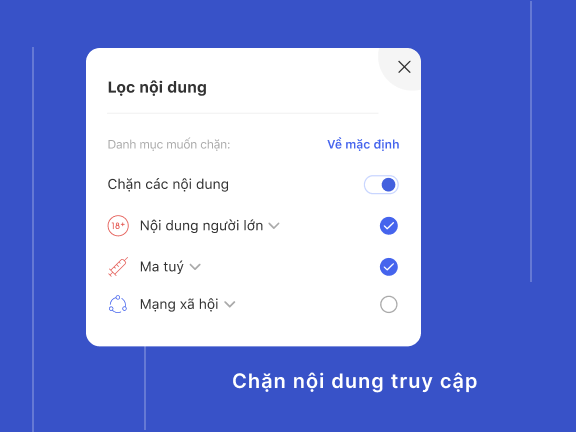 Lọc nội dung
Danh mục muốn chặn:
Về mặc định
Chặn các nội dung
18+ Nội dung người lớn
Ma tuý
Mạng xã hội
Chặn nội dung truy cập